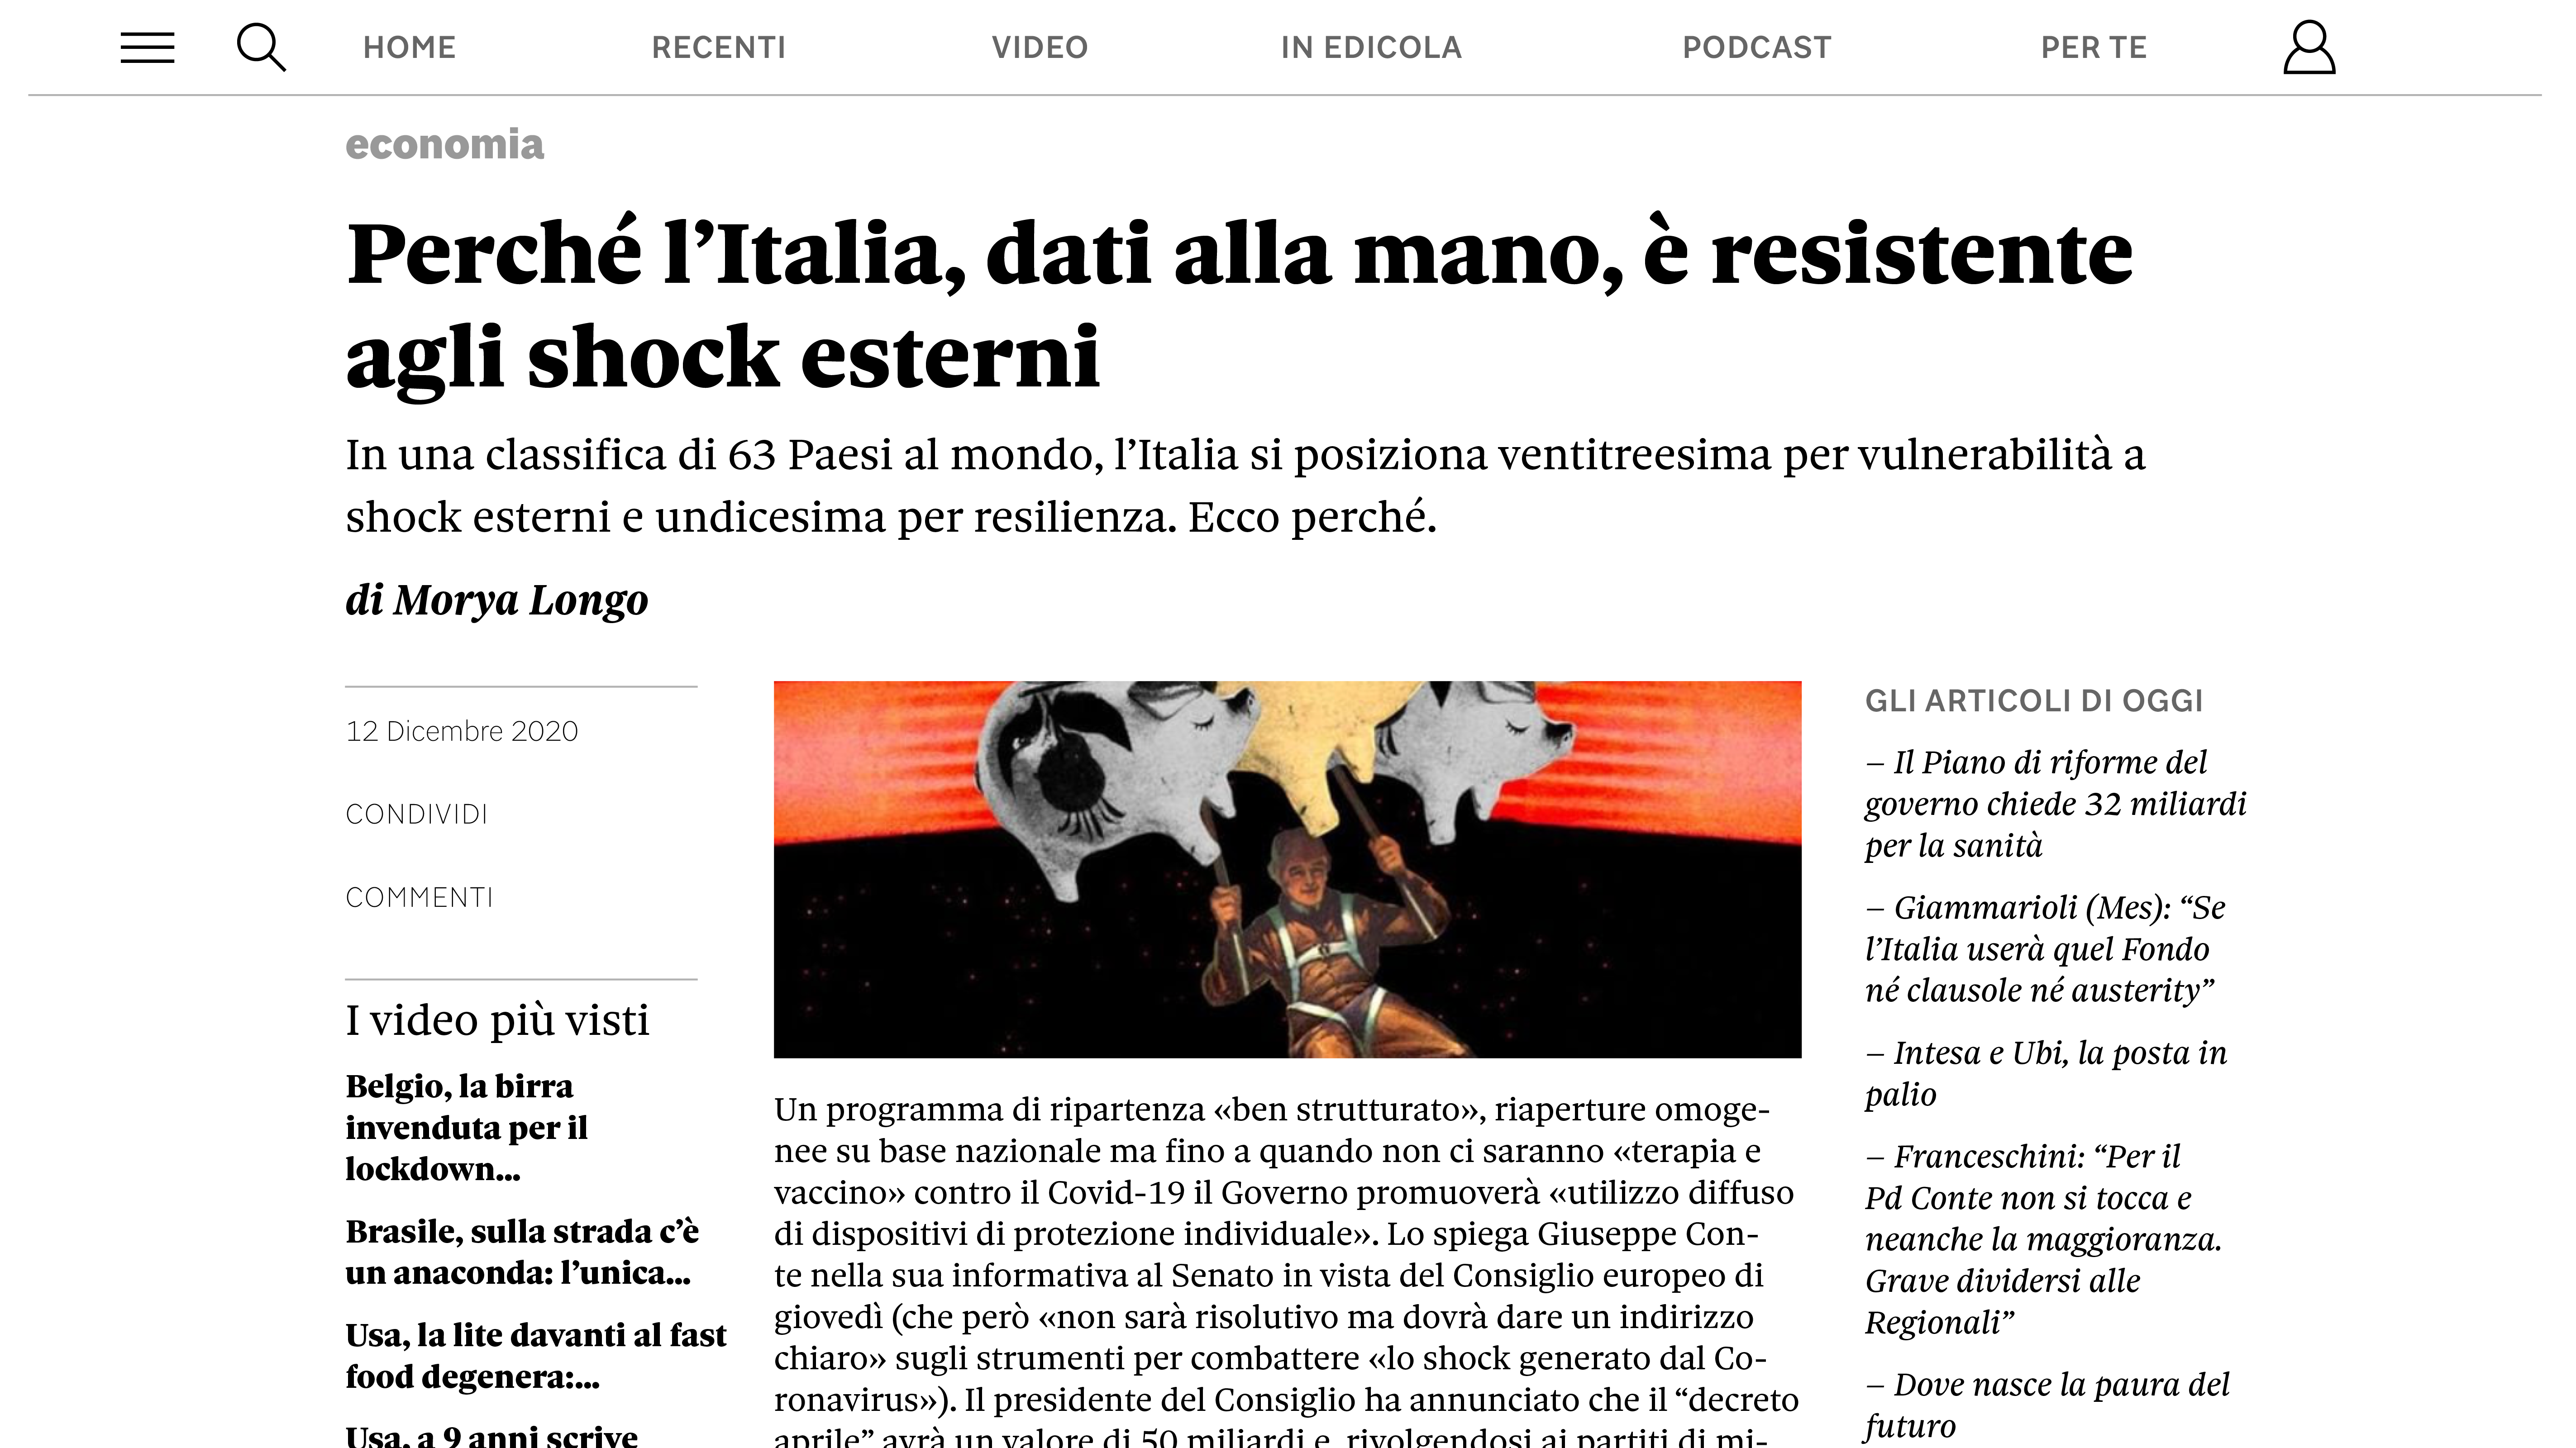 HOME RECENTI VIDEO IN EDICOLA PODCAST PER TE
economia
Perché l’Italia, dati alla mano, è resistente
agli shock esterni
In una classifica di 63 Paesi al mondo, l’Italia si posiziona ventitreesima per vulnerabilità a
shock esterni e undicesima per resilienza. Ecco perché.
di Morya Longo
12 Dicembre 2020
CONDIVIDI
COMMENTI
I video più visti
Belgio, la birra
invenduta per il
lockdown...
Brasile, sulla strada c’è
un anaconda: l’unica...
Usa, la lite davanti al fast
food degenera:...
Usa, a 9 anni scrive
Un programma di ripartenza «ben strutturato», riaperture omoge-
nee su base nazionale ma fino a quando non ci saranno «terapia e
vaccino» contro il Covid-19 il Governo promuoverà «utilizzo diffuso
di dispositivi di protezione individuale». Lo spiega Giuseppe Con-
te nella sua informativa al Senato in vista del Consiglio europeo di
giovedì (che però «non sarà risolutivo ma dovrà dare un indirizzo
chiaro» sugli strumenti per combattere «lo shock generato dal Co-
ronavirus»). Il presidente del Consiglio ha annunciato che il “decreto
aprile” avrà un valore di 50 miliardi e, rivolgendosi ai partiti di mi-
GLI ARTICOLI DI OGGI
– Il Piano di riforme del
governo chiede 32 miliardi
per la sanità
– Giammarioli (Mes): “Se
l’Italia userà quel Fondo
né clausole né austerity”
– Intesa e Ubi, la posta in
palio
– Franceschini: “Per il
Pd Conte non si tocca e
neanche la maggioranza.
Grave dividersi alle
Regionali”
– Dove nasce la paura del
futuro